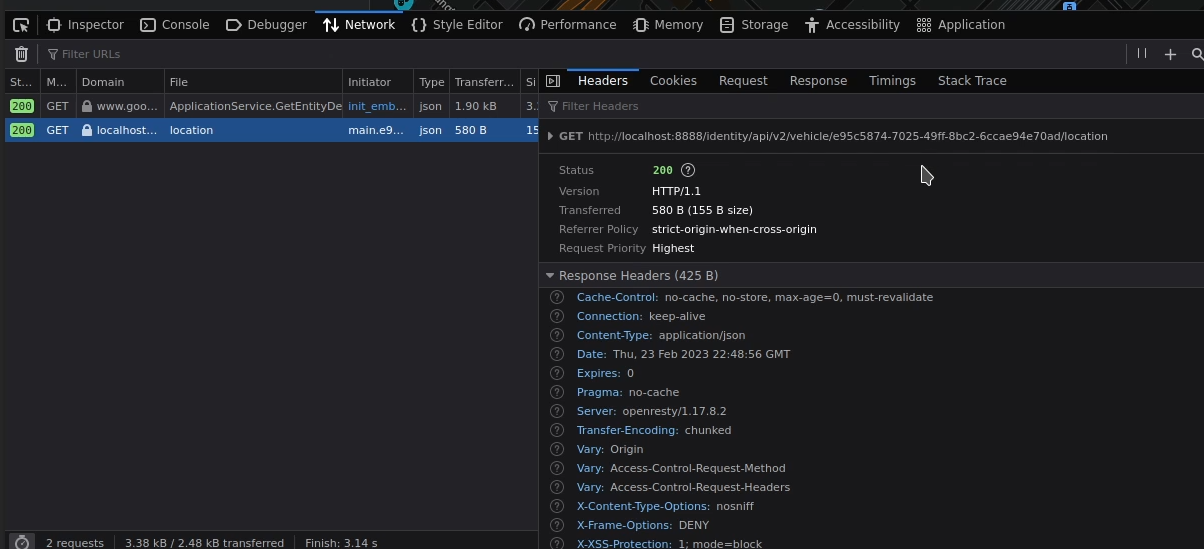 Inspector Console Debugger Network Style Editor Performance Memory Storage Accessibility Application
Filter URLs
St... M... Domain File Initiator Type Transferr... Si
200 GET www.goo... ApplicationService.GetEntityDe init_emb... json 1.90 kB 3.
200 GET localhost... location main.e9... json 580 B 15
2 requests 3.38 kB / 2.48 kB transferred Finish: 3.14 s
Headers Cookies Request Response Timings Stack Trace
Filter Headers
GET http://localhost:8888/identity/api/v2/vehicle/e95c5874-7025-49ff-8bc2-6ccae94e70ad/location
Status 200
Version HTTP/1.1
Transferred 580 B (155 B size)
Referrer Policy strict-origin-when-cross-origin
Request Priority Highest
Response Headers (425 B)
Cache-Control: no-cache, no-store, max-age=0, must-revalidate
Connection: keep-alive
Content-Type: application/json
Date: Thu, 23 Feb 2023 22:48:56 GMT
Expires: 0
Pragma: no-cache
Server: openresty/1.17.8.2
Transfer-Encoding: chunked
Vary: Origin
Vary: Access-Control-Request-Method
Vary: Access-Control-Request-Headers
X-Content-Type-Options: nosniff
X-Frame-Options: DENY
X-XSS-Protection: 1; mode=block